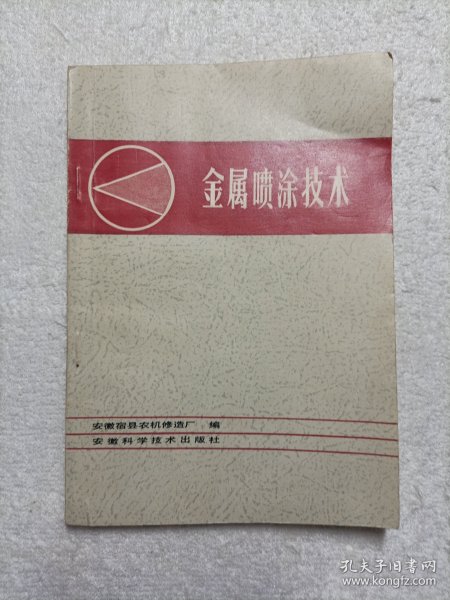 金属喷涂技术
安徽宿县农机修造厂 编
安徽科学技术出版社
孔夫子旧书网
www.kongfz.com